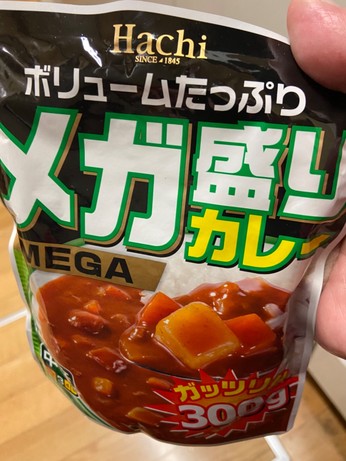 Hachi
SINCE 1845
ボリュームたっぷり
メガ盛り
カレー
MEGA
ガッツリ
300g